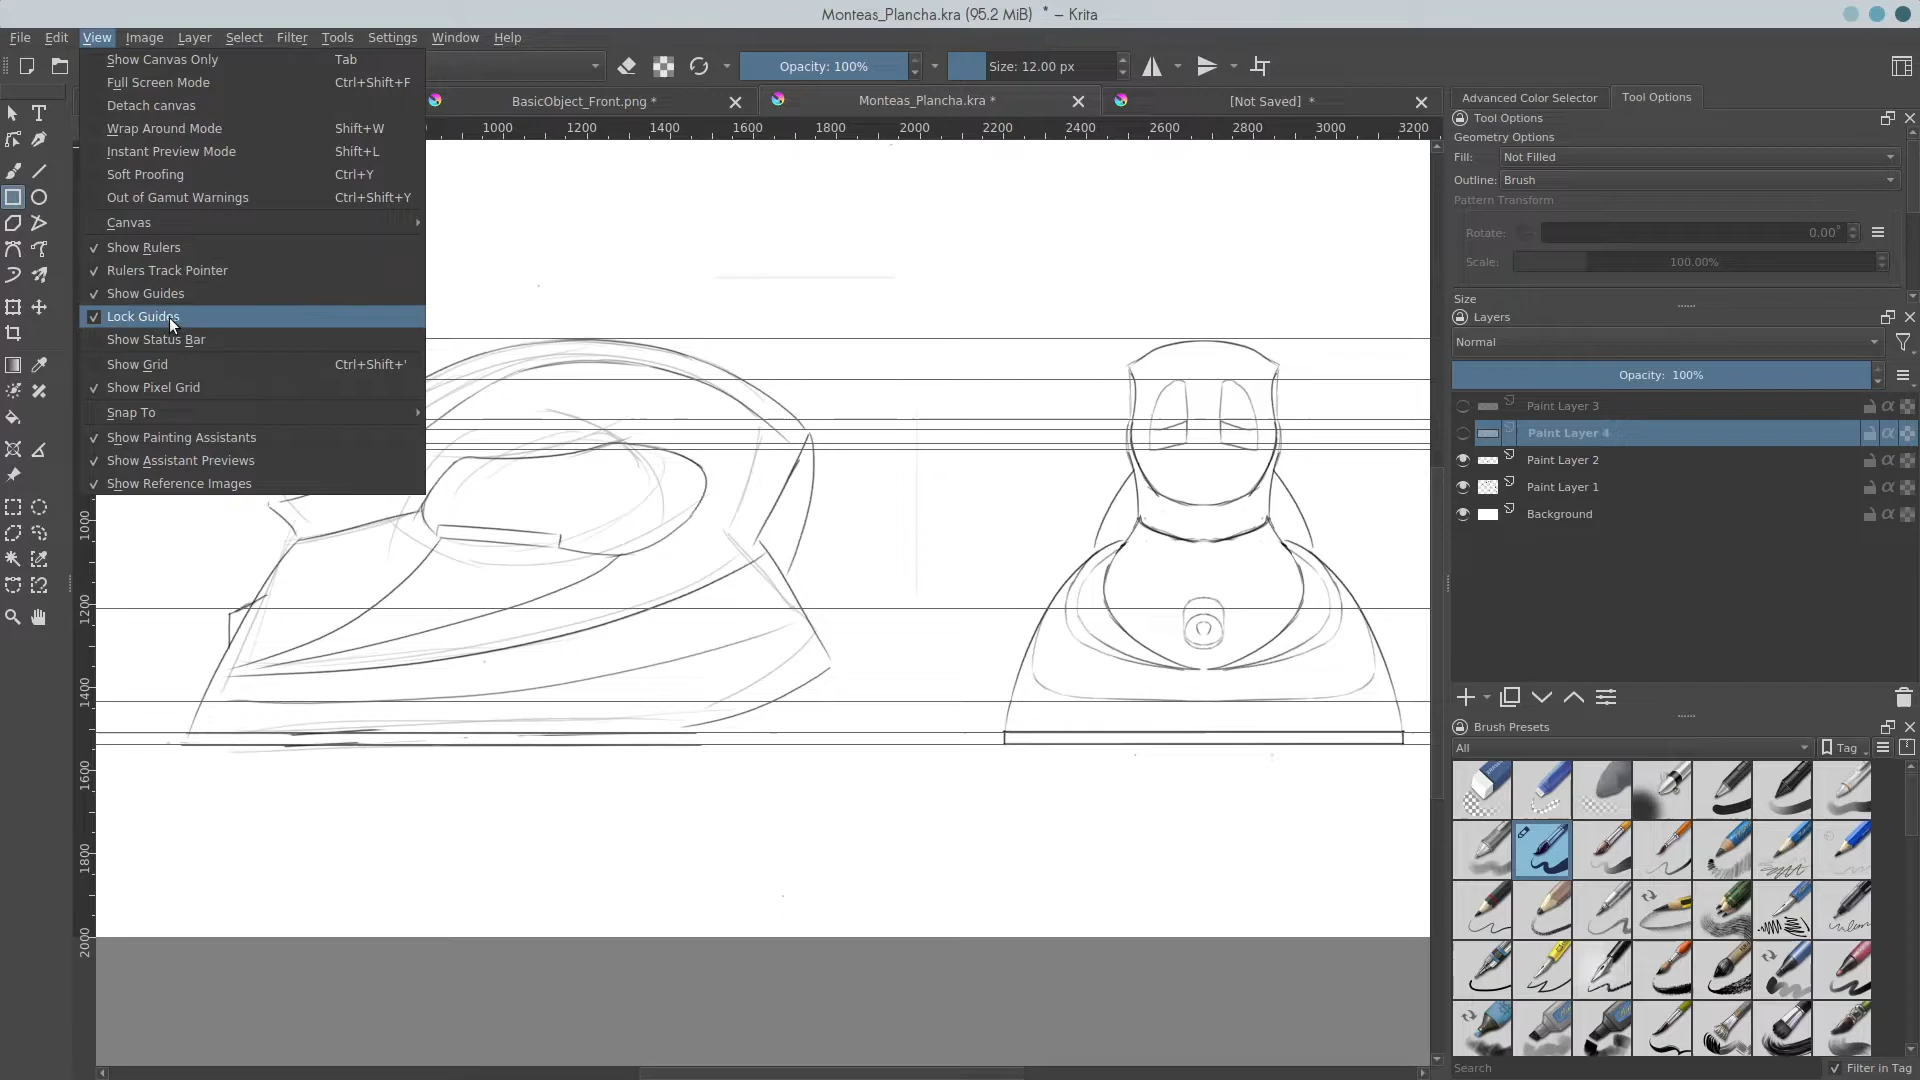 Monteas_Plancha.kra (95.2 MiB) * – Krita
File Edit View Image Layer Select Filter Tools Settings Window Help
Show Canvas Only Tab
Full Screen Mode Ctrl+Shift+F
Detach canvas
Wrap Around Mode Shift+W
Instant Preview Mode Shift+L
Soft Proofing Ctrl+Y
Out of Gamut Warnings Ctrl+Shift+Y
Canvas
Show Rulers
Rulers Track Pointer
Show Guides
Lock Guides
Show Status Bar
Show Grid Ctrl+Shift+'
Show Pixel Grid
Snap To
Show Painting Assistants
Show Assistant Previews
Show Reference Images
Opacity: 100%
Size: 12.00 px
BasicObject_Front.png *
Monteas_Plancha.kra *
[Not Saved] *
1000 1200 1400 1600 1800 2000 2200 2400 2600 2800 3000 3200
1000
1200
1400
1600
1800
2000
Advanced Color Selector
Tool Options
Tool Options
Geometry Options
Fill: Not Filled
Outline: Brush
Pattern Transform
Rotate: 0.00°
Scale: 100.00%
Size
Layers
Normal
Opacity: 100%
Paint Layer 3
Paint Layer 4
Paint Layer 2
Paint Layer 1
Background
Brush Presets
All
Tag
Search
Filter in Tag